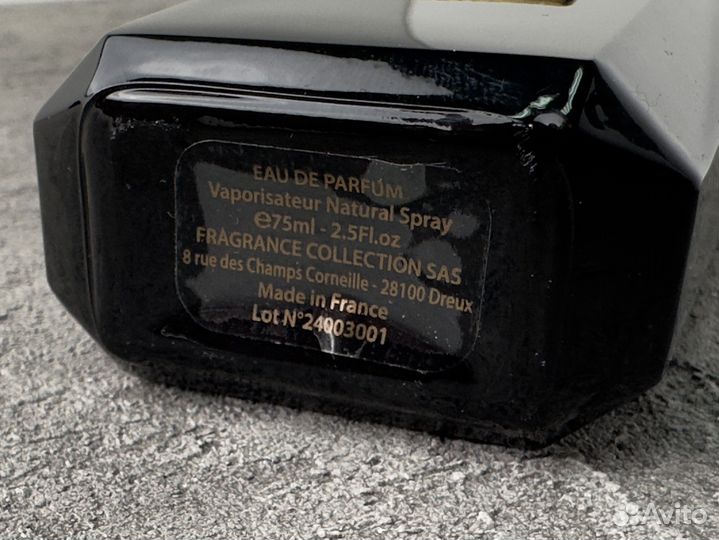 EAU DE PARFUM
Vaporisateur Natural Spray
℮75ml - 2.5Fl.oz
FRAGRANCE COLLECTION SAS
8 rue des Champs Corneille - 28100 Dreux
Made in France
Lot N°24003001
Avito